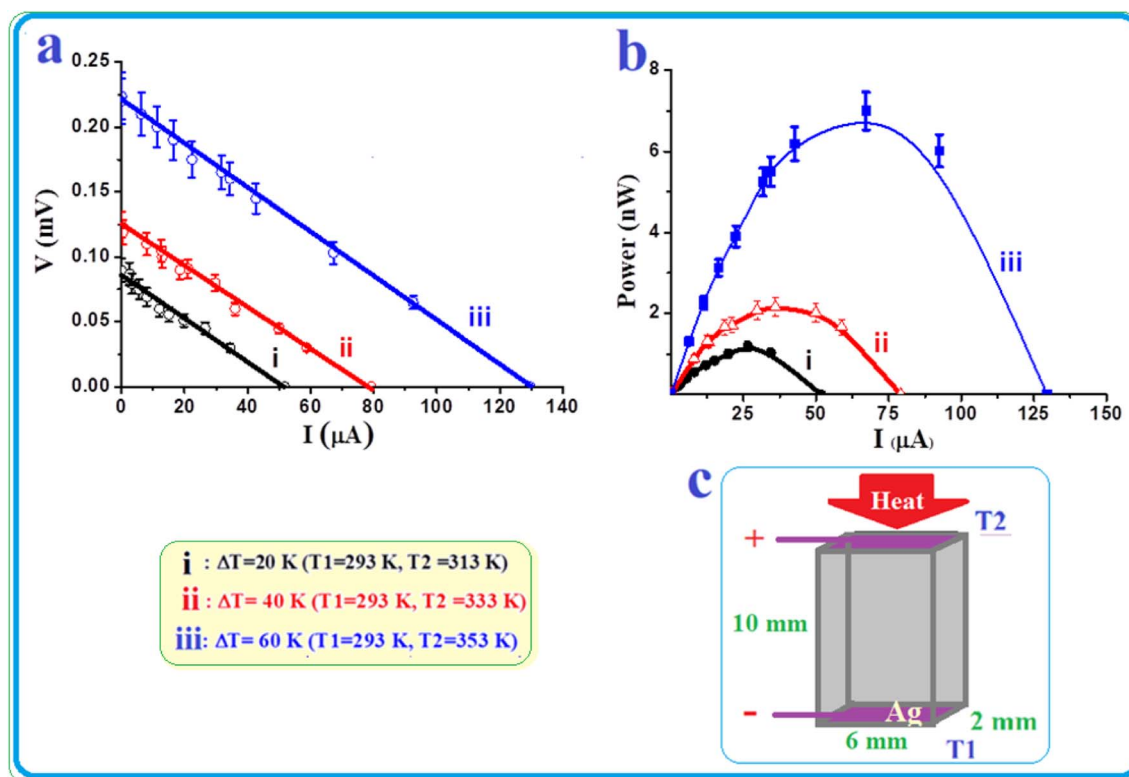 a
V (mV)
0.25
0.20
0.15
0.10
0.05
0.00
0 20 40 60 80 100 120 140
I (μA)
i
ii
iii
b
Power (nW)
8
6
4
2
0
25 50 75 100 125 150
I (μA)
i
ii
iii
i : ΔT=20 K (T1=293 K, T2 =313 K)
ii : ΔT= 40 K (T1=293 K, T2 =333 K)
iii: ΔT= 60 K (T1=293 K, T2=353 K)
c
Heat
T2
+
10 mm
-
Ag
2 mm
6 mm
T1